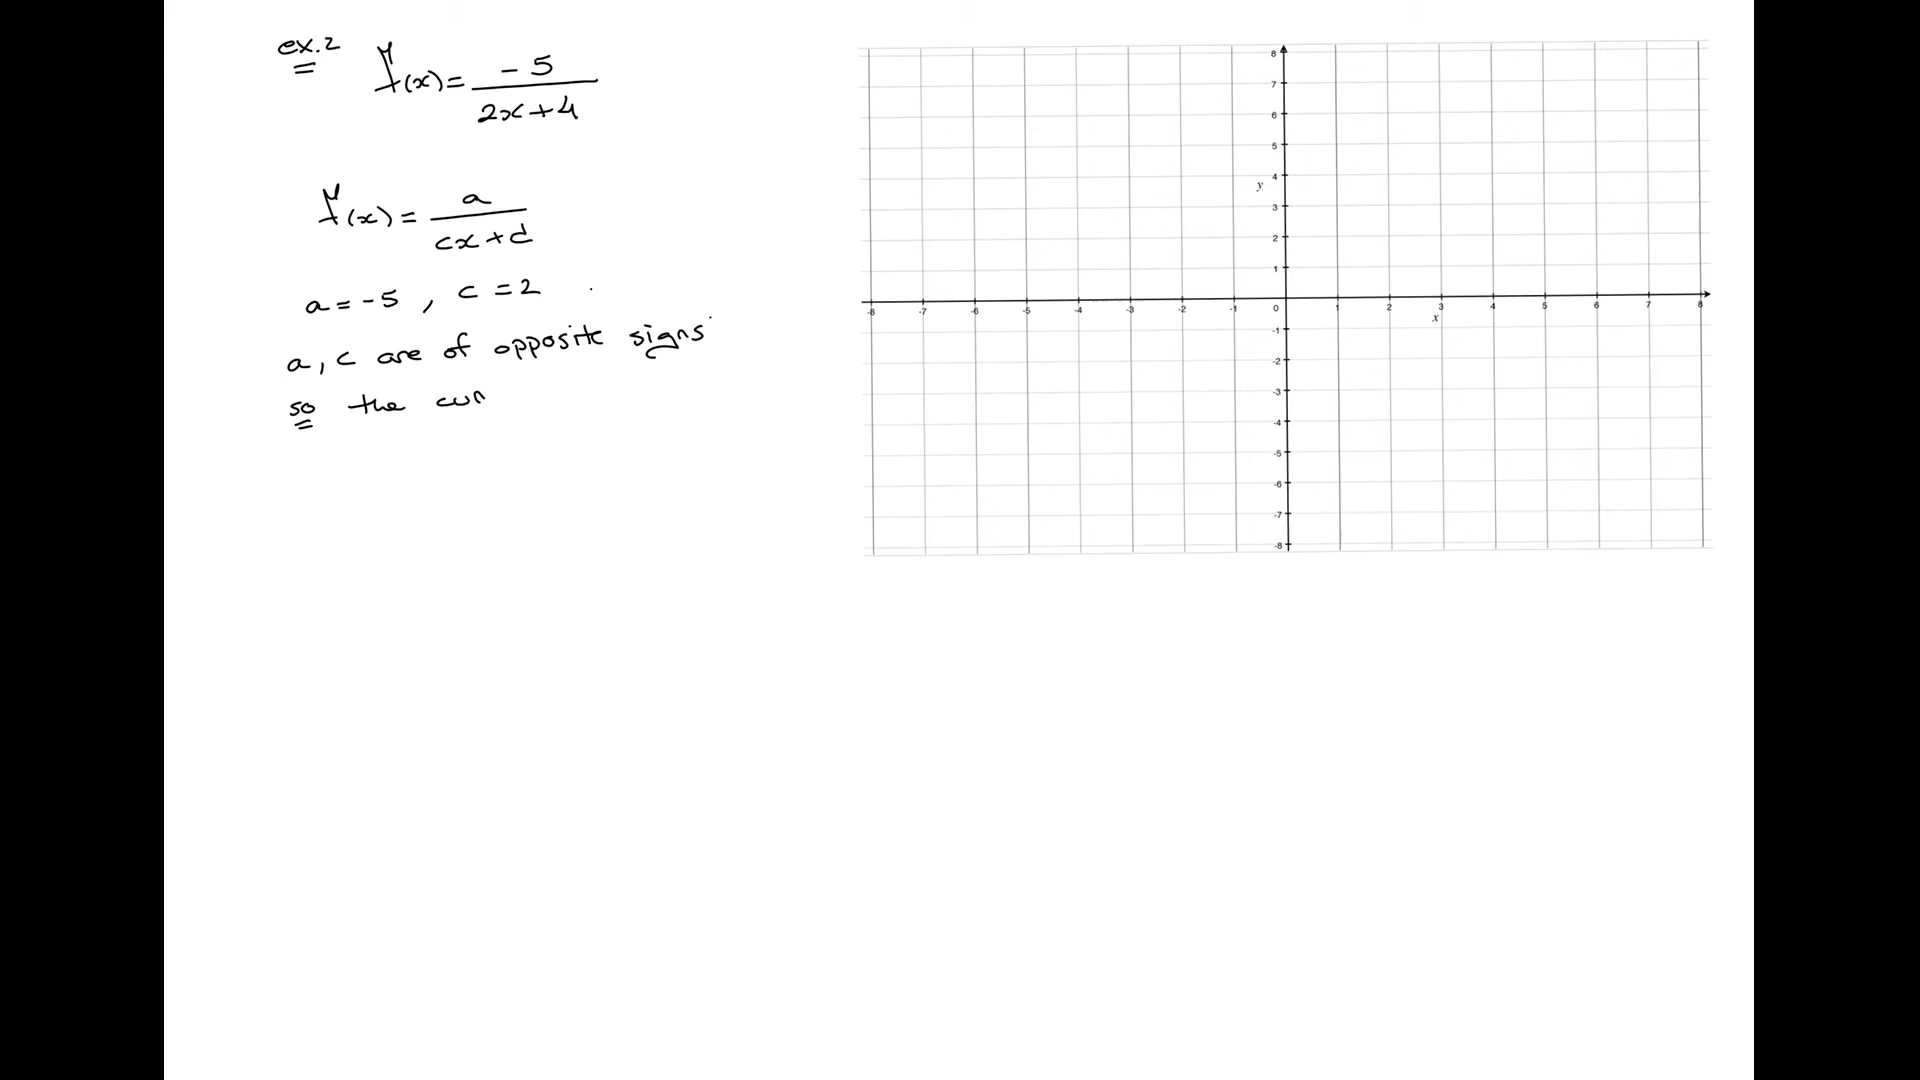 ex.2 f(x) = -5 / 2x+4
f(x) = a / cx+d
a = -5 , c = 2
a, c are of opposite signs
so the cur
8
7
6
5
y 4
3
2
1
-8 -7 -6 -5 -4 -3 -2 -1 0 1 2 3 4 5 6 7 8
x
-1
-2
-3
-4
-5
-6
-7
-8